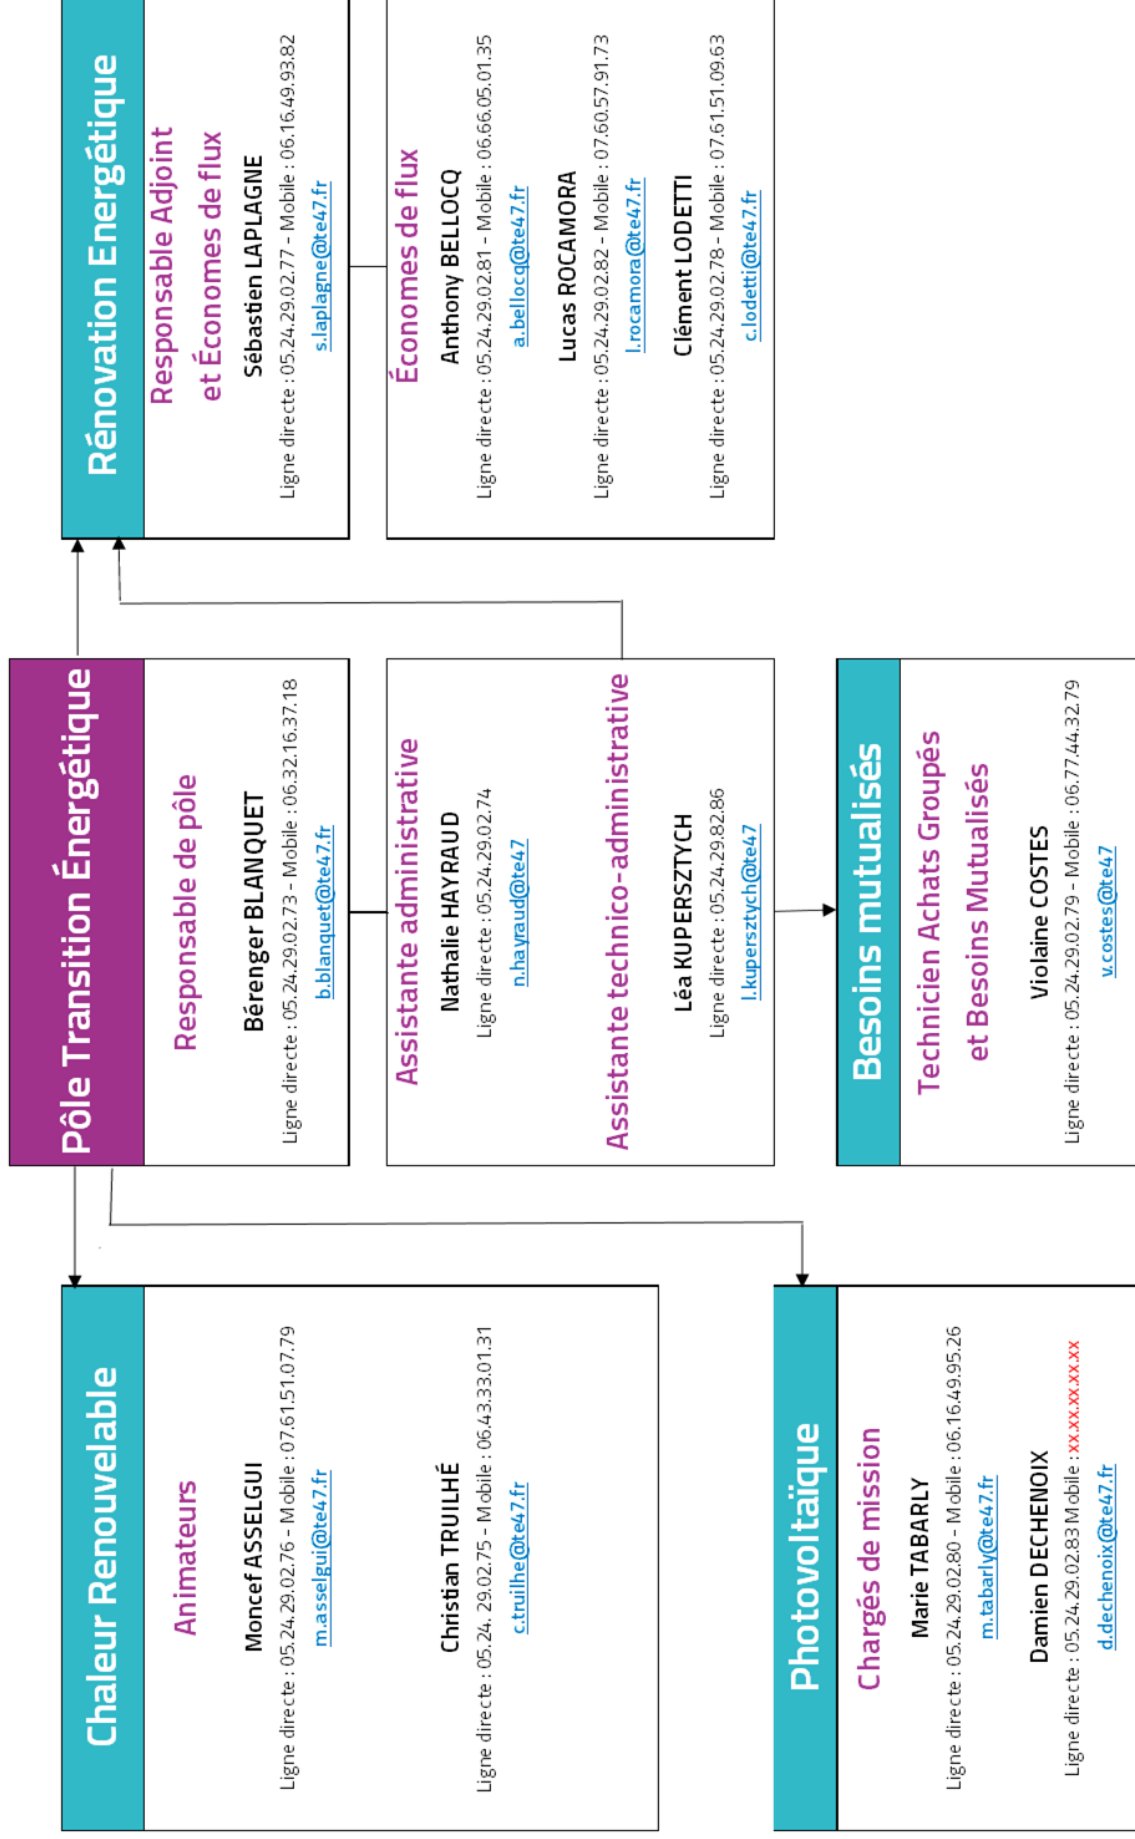 Pôle Transition Énergétique
Responsable de pôle
Bérenger BLANQUET
Ligne directe : 05.24.29.02.73 – Mobile : 06.32.16.37.18
b.blanquet@te47.fr
Assistante administrative
Nathalie HAYRAUD
Ligne directe : 05.24.29.02.74
n.hayraud@te47
Assistante technico-administrative
Léa KUPERSZTYCH
Ligne directe : 05.24.29.82.86
l.kupersztych@te47
Chaleur Renouvelable
Animateurs
Moncef ASSELGUI
Ligne directe : 05.24.29.02.76 – Mobile : 07.61.51.07.79
m.asselgui@te47.fr
Christian TRUILHÉ
Ligne directe : 05.24. 29.02.75 – Mobile : 06.43.33.01.31
c.truilhe@te47.fr
Rénovation Energétique
Responsable Adjoint
et Économes de flux
Sébastien LAPLAGNE
Ligne directe : 05.24.29.02.77 – Mobile : 06.16.49.93.82
s.laplagne@te47.fr
Économes de flux
Anthony BELLOCQ
Ligne directe : 05.24.29.02.81 – Mobile : 06.66.05.01.35
a.bellocq@te47.fr
Lucas ROCAMORA
Ligne directe : 05.24.29.02.82 – Mobile : 07.60.57.91.73
l.rocamora@te47.fr
Clément LODETTI
Ligne directe : 05.24.29.02.78 – Mobile : 07.61.51.09.63
c.lodetti@te47.fr
Photovoltaïque
Chargés de mission
Marie TABARLY
Ligne directe : 05.24.29.02.80 – Mobile : 06.16.49.95.26
m.tabarly@te47.fr
Damien DECHENOIX
Ligne directe : 05.24.29.02.83 Mobile : xx.xx.xx.xx.xx
d.dechenoix@te47.fr
Besoins mutualisés
Technicien Achats Groupés
et Besoins Mutualisés
Violaine COSTES
Ligne directe : 05.24.29.02.79 – Mobile : 06.77.44.32.79
v.costes@te47